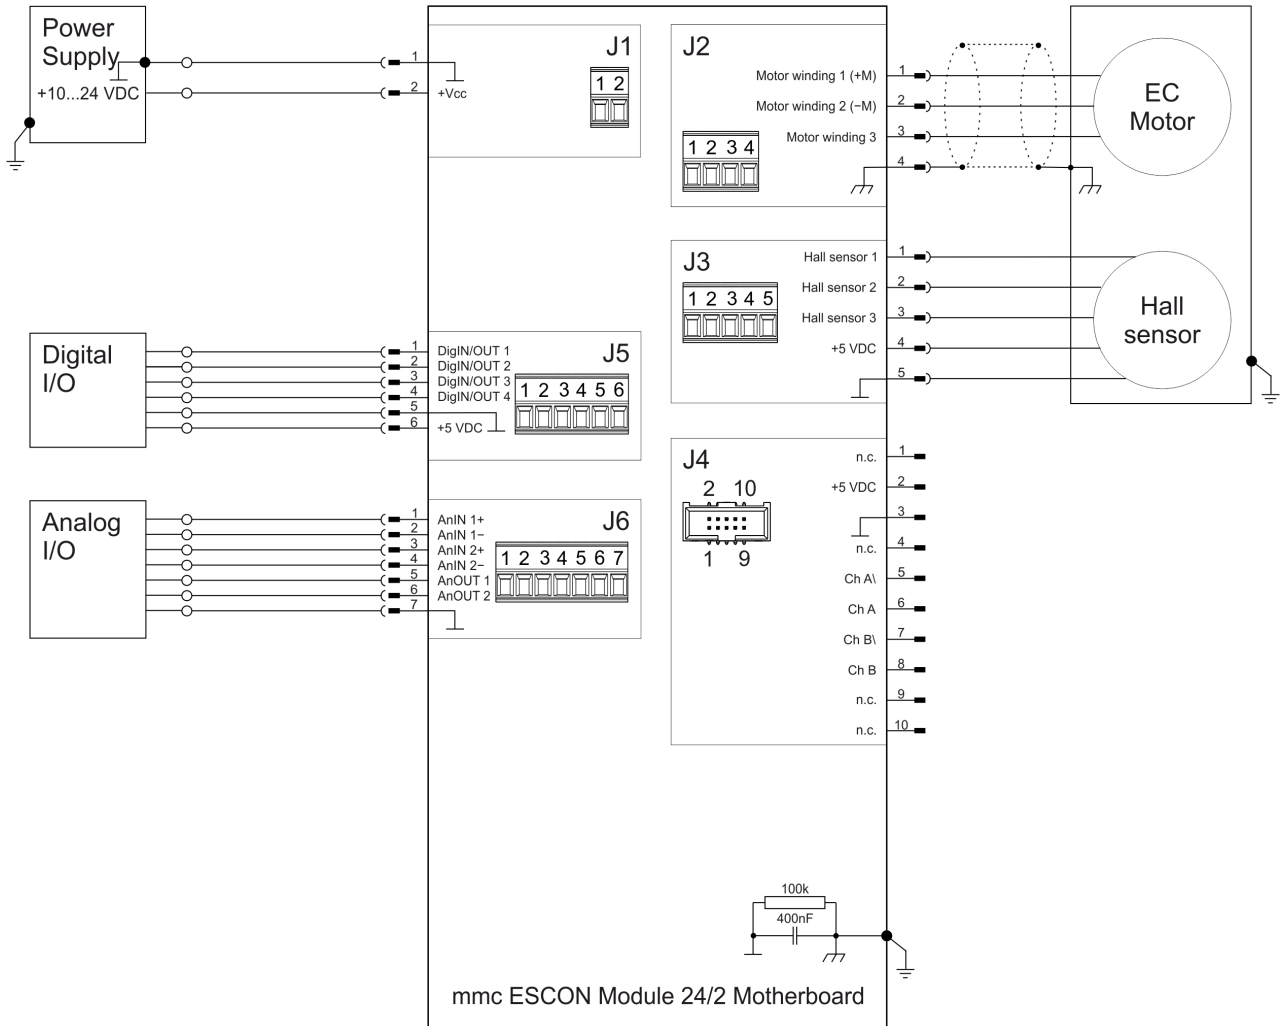 Power
Supply
+10...24 VDC
1
2
+Vcc
J1
1 2
J2
1 2 3 4
Motor winding 1 (+M)
1
Motor winding 2 (−M)
2
Motor winding 3
3
4
EC
Motor
J3
1 2 3 4 5
Hall sensor 1
1
Hall sensor 2
2
Hall sensor 3
3
+5 VDC
4
5
Hall
sensor
Digital
I/O
1
DigIN/OUT 1
2
DigIN/OUT 2
3
DigIN/OUT 3
4
DigIN/OUT 4
5
6
+5 VDC
J5
1 2 3 4 5 6
J4
2 10
1 9
n.c.
1
+5 VDC
2
3
n.c.
4
Ch A\
5
Ch A
6
Ch B\
7
Ch B
8
n.c.
9
n.c.
10
Analog
I/O
1
AnIN 1+
2
AnIN 1−
3
AnIN 2+
4
AnIN 2−
5
AnOUT 1
6
AnOUT 2
7
J6
1 2 3 4 5 6 7
100k
400nF
mmc ESCON Module 24/2 Motherboard